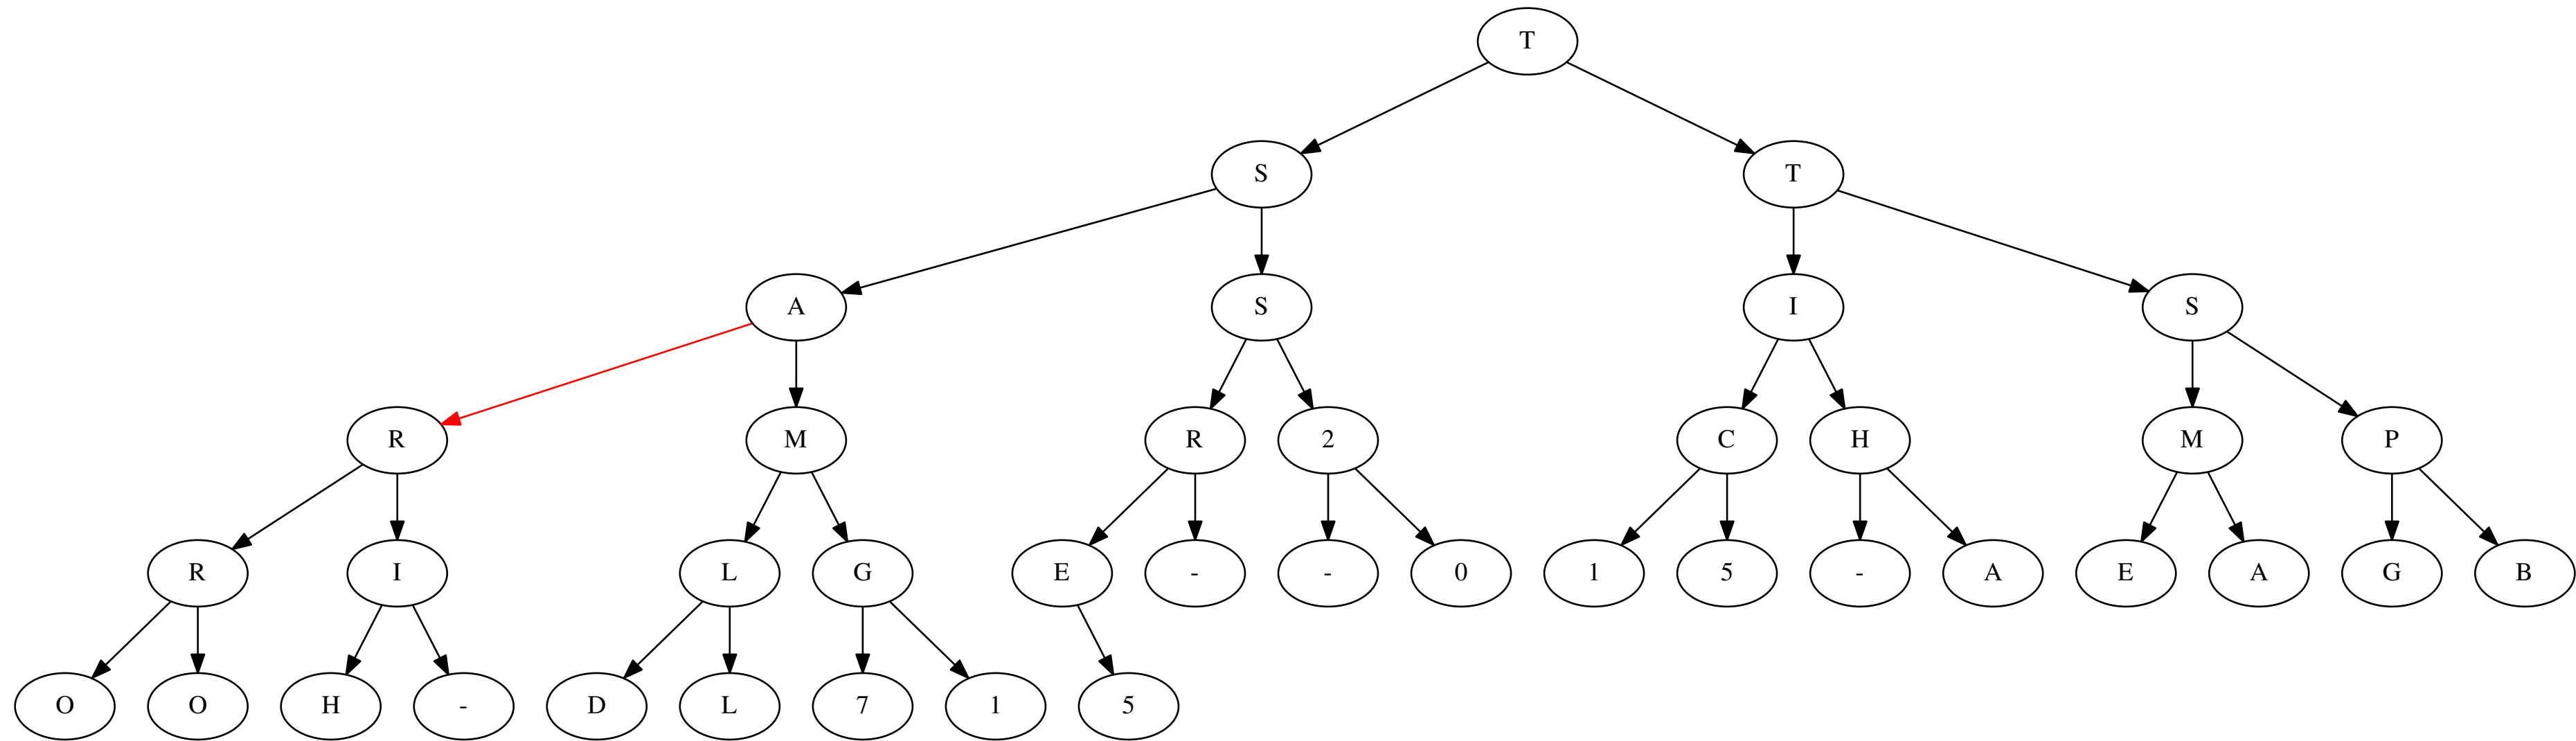 T
S T
A S I S
R M R 2 C H M P
R I L G E - - 0 1 5 - A E A G B
O O H - D L 7 1 5